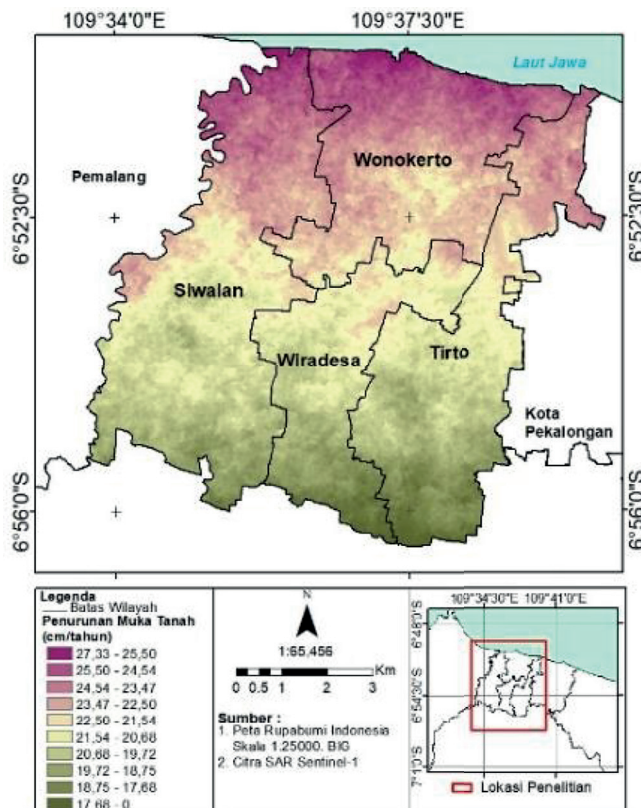 109°34'0"E 109°37'30"E
Laut Jawa
Wonokerto
Pemalang
6°52'30"S 6°52'30"S
Siwalan
Wiradesa
Tirto
Kota
Pekalongan
6°56'0"S 6°56'0"S
Legenda
Batas Wilayah
Penurunan Muka Tanah
(cm/tahun)
27,33 - 25,50
25,50 - 24,54
24,54 - 23,47
23,47 - 22,50
22,50 - 21,54
21,54 - 20,68
20,68 - 19,72
19,72 - 18,75
18,75 - 17,68
17,68 - 0
N
1:65,456
Km
0 0.5 1 2 3
Sumber :
1. Peta Rupabumi Indonesia
Skala 1:25000, BIG
2. Citra SAR Sentinel-1
109°34'30"E 109°41'0"E
6°48'0"S
6°54'30"S
7°1'0"S
Lokasi Penelitian